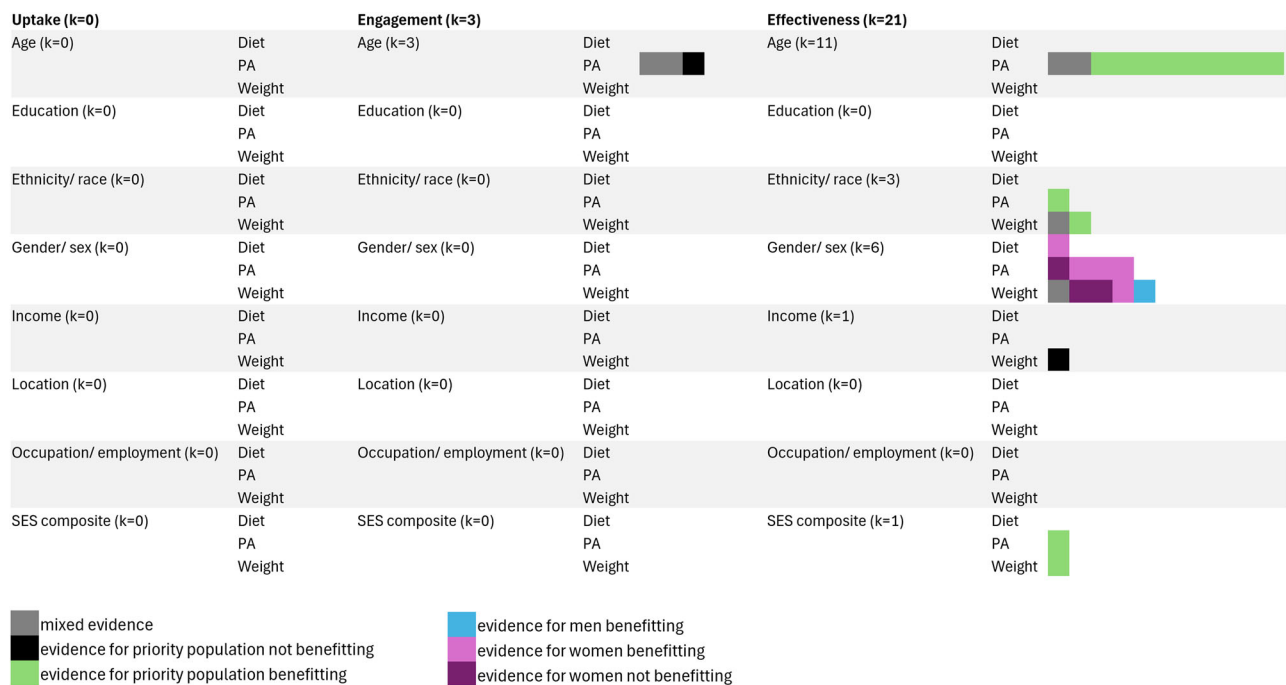 Uptake (k=0) Engagement (k=3) Effectiveness (k=21)
Age (k=0) Diet Age (k=3) Diet Age (k=11) Diet
PA PA PA
Weight Weight Weight
Education (k=0) Diet Education (k=0) Diet Education (k=0) Diet
PA PA PA
Weight Weight Weight
Ethnicity/ race (k=0) Diet Ethnicity/ race (k=0) Diet Ethnicity/ race (k=3) Diet
PA PA PA
Weight Weight Weight
Gender/ sex (k=0) Diet Gender/ sex (k=0) Diet Gender/ sex (k=6) Diet
PA PA PA
Weight Weight Weight
Income (k=0) Diet Income (k=0) Diet Income (k=1) Diet
PA PA PA
Weight Weight Weight
Location (k=0) Diet Location (k=0) Diet Location (k=0) Diet
PA PA PA
Weight Weight Weight
Occupation/ employment (k=0) Diet Occupation/ employment (k=0) Diet Occupation/ employment (k=0) Diet
PA PA PA
Weight Weight Weight
SES composite (k=0) Diet SES composite (k=0) Diet SES composite (k=1) Diet
PA PA PA
Weight Weight Weight
mixed evidence evidence for men benefitting
evidence for priority population not benefitting evidence for women benefitting
evidence for priority population benefitting evidence for women not benefitting